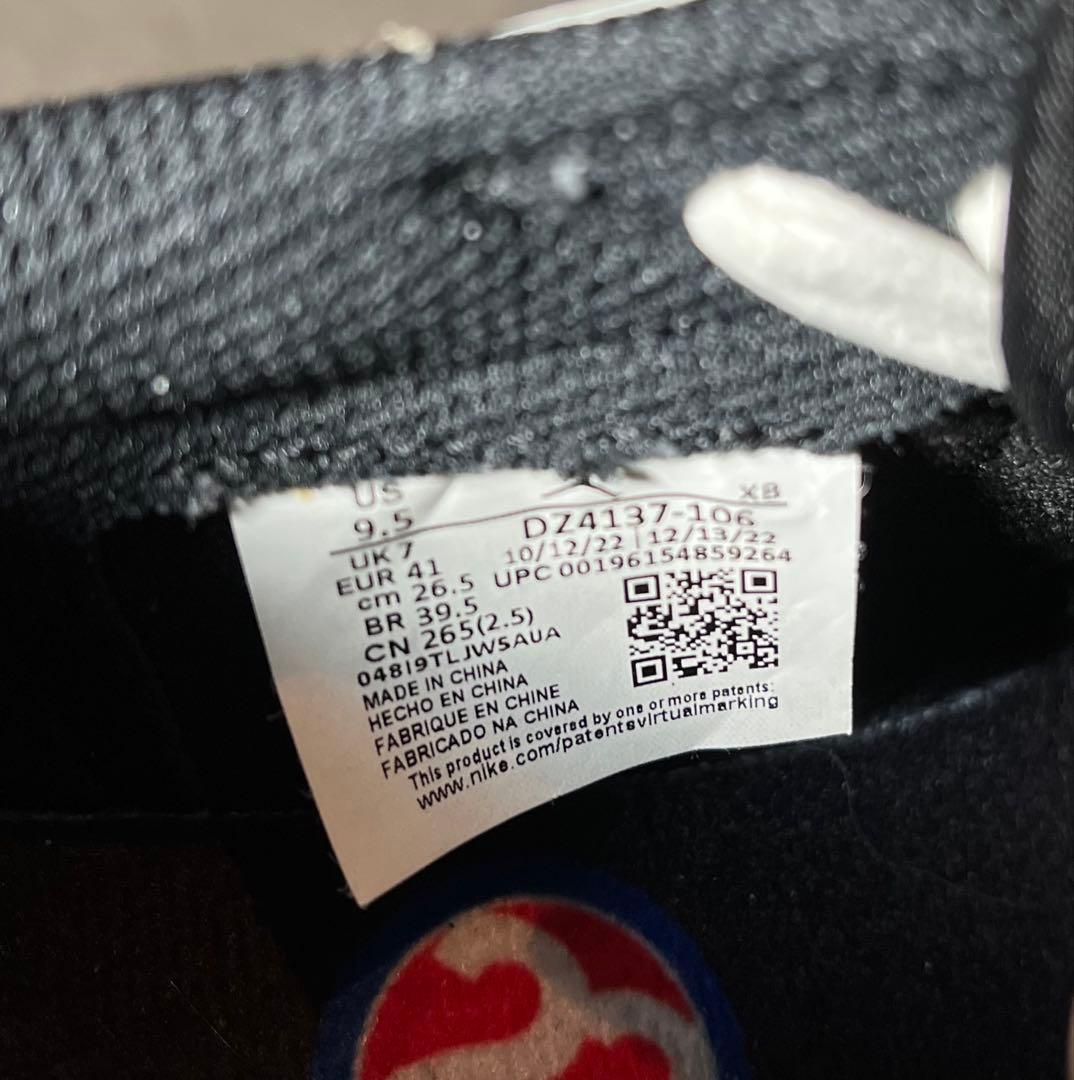 US
9.5
UK 7
EUR 41
cm 26.5
BR 39.5
CN 265(2.5)
XB
DZ4137-106
10/12/22 | 12/13/22
UPC 00196154859264
048I9TLJW5AUA
MADE IN CHINA
HECHO EN CHINA
FABRIQUE EN CHINE
FABRICADO NA CHINA
This product is covered by one or more patents:
www.nike.com/patentsvirtualmarking